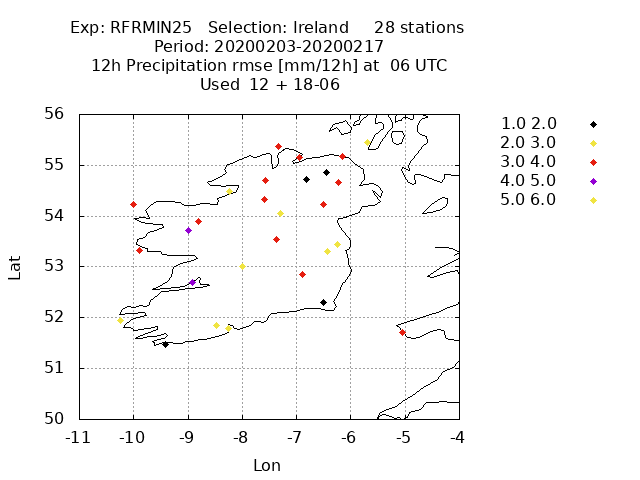 Exp: RFRMIN25 Selection: Ireland 28 stations
Period: 20200203-20200217
12h Precipitation rmse [mm/12h] at 06 UTC
Used 12 + 18-06
56
55
54
53
52
51
50
Lat
-11 -10 -9 -8 -7 -6 -5 -4
Lon
1.0 2.0
2.0 3.0
3.0 4.0
4.0 5.0
5.0 6.0